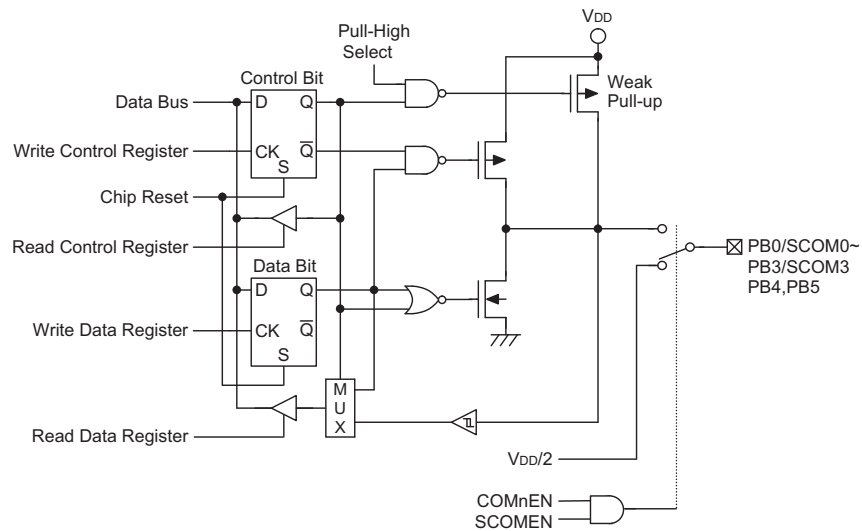 VDD
Pull-High
Select
Weak
Pull-up
Control Bit
Data Bus
D
Q
Write Control Register
CK
Q
S
Chip Reset
Read Control Register
Data Bit
D
Q
Write Data Register
CK
Q
S
M
U
X
Read Data Register
PB0/SCOM0~
PB3/SCOM3
PB4,PB5
VDD/2
COMnEN
SCOMEN